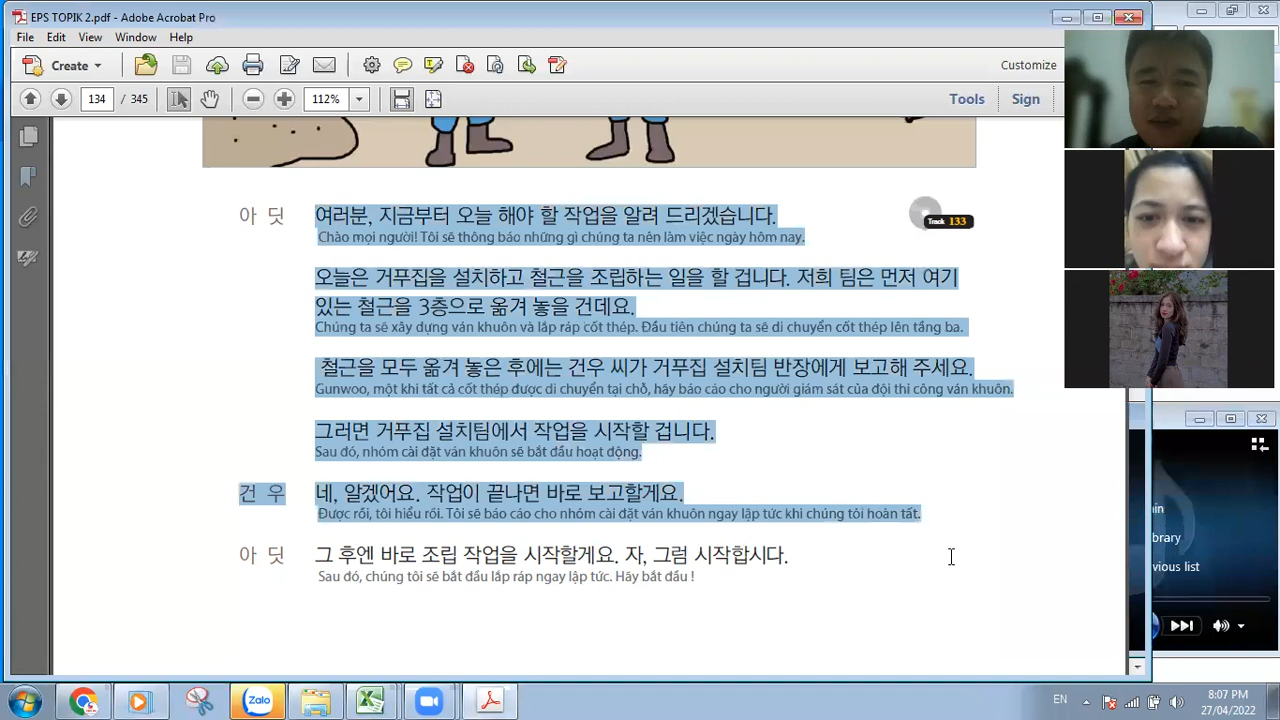 EPS TOPIK 2.pdf - Adobe Acrobat Pro
File Edit View Window Help
Create Customize
134 / 345 112% Tools Sign
아 딧 여러분, 지금부터 오늘 해야 할 작업을 알려 드리겠습니다.
Track 133
Chào mọi người! Tôi sẽ thông báo những gì chúng ta nên làm việc ngày hôm nay.
오늘은 거푸집을 설치하고 철근을 조립하는 일을 할 겁니다. 저희 팀은 먼저 여기
있는 철근을 3층으로 옮겨 놓을 건데요.
Chúng ta sẽ xây dựng ván khuôn và lắp ráp cốt thép. Đầu tiên chúng ta sẽ di chuyển cốt thép lên tầng ba.
철근을 모두 옮겨 놓은 후에는 건우 씨가 거푸집 설치팀 반장에게 보고해 주세요.
Gunwoo, một khi tất cả cốt thép được di chuyển tại chỗ, hãy báo cáo cho người giám sát của đội thi công ván khuôn.
그러면 거푸집 설치팀에서 작업을 시작할 겁니다.
Sau đó, nhóm cài đặt ván khuôn sẽ bắt đầu hoạt động.
건 우 네, 알겠어요. 작업이 끝나면 바로 보고할게요.
Được rồi, tôi hiểu rồi. Tôi sẽ báo cáo cho nhóm cài đặt ván khuôn ngay lập tức khi chúng tôi hoàn tất.
아 딧 그 후엔 바로 조립 작업을 시작할게요. 자, 그럼 시작합시다.
Sau đó, chúng tôi sẽ bắt đầu lắp ráp ngay lập tức. Hãy bắt đầu !
Zalo
EN
8:07 PM
27/04/2022